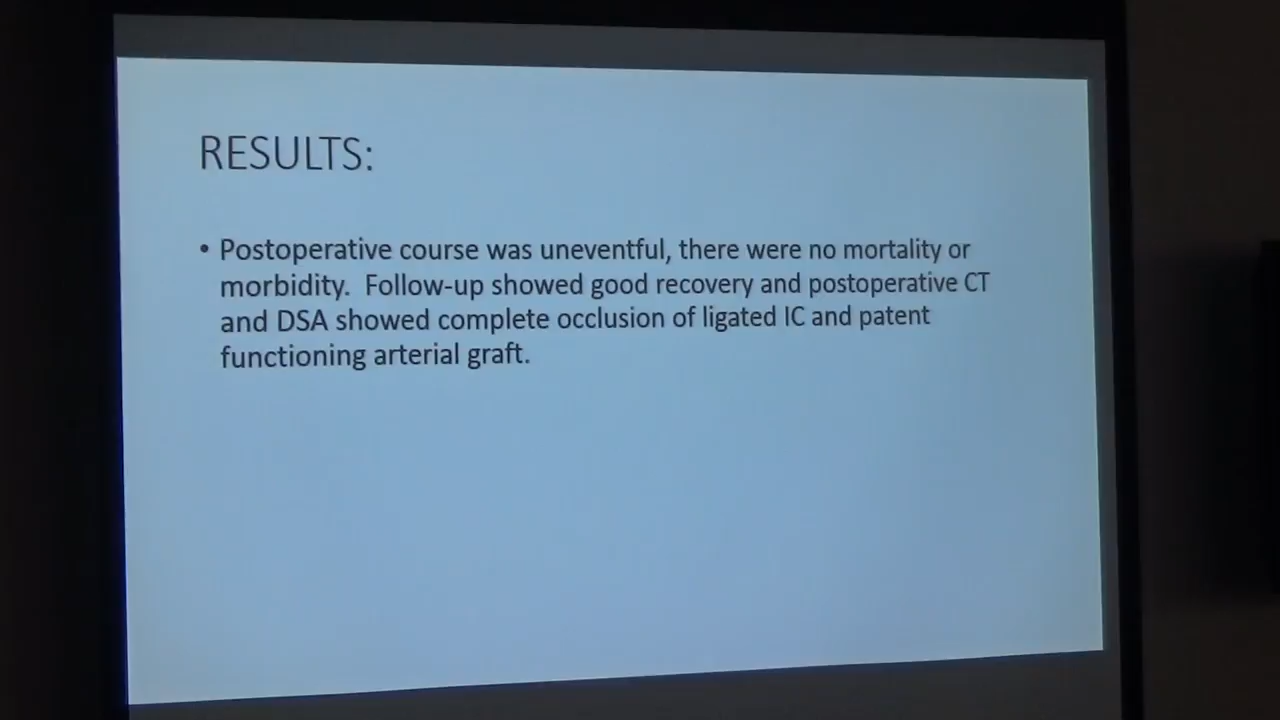 RESULTS:
• Postoperative course was uneventful, there were no mortality or
morbidity.  Follow-up showed good recovery and postoperative CT
and DSA showed complete occlusion of ligated IC and patent
functioning arterial graft.